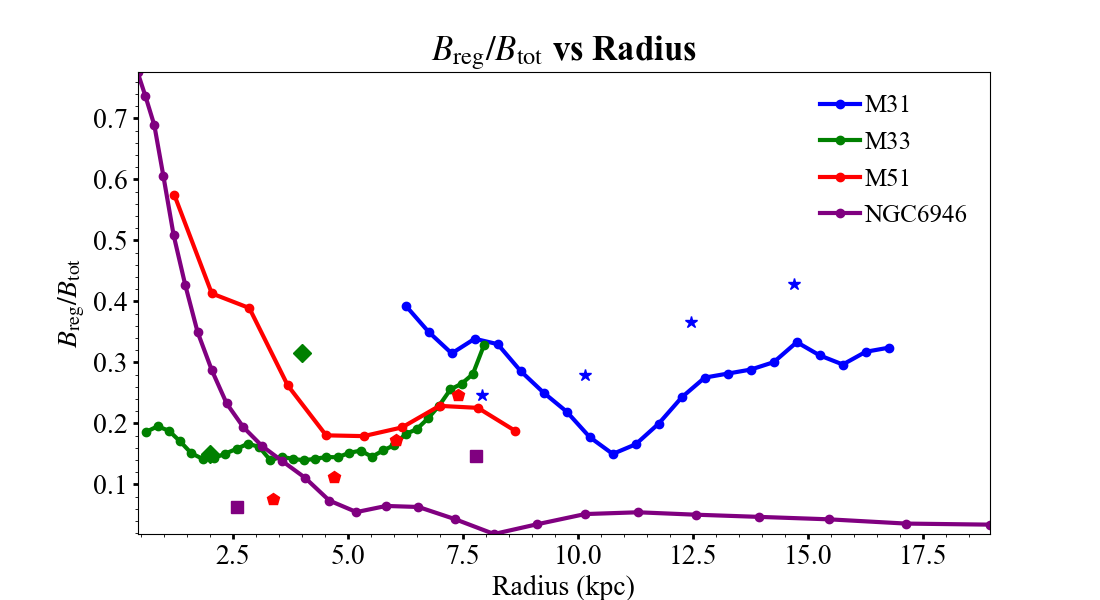 B_reg/B_tot vs Radius
M31
M33
M51
NGC6946
B_reg/B_tot
0.7
0.6
0.5
0.4
0.3
0.2
0.1
2.5 5.0 7.5 10.0 12.5 15.0 17.5
Radius (kpc)